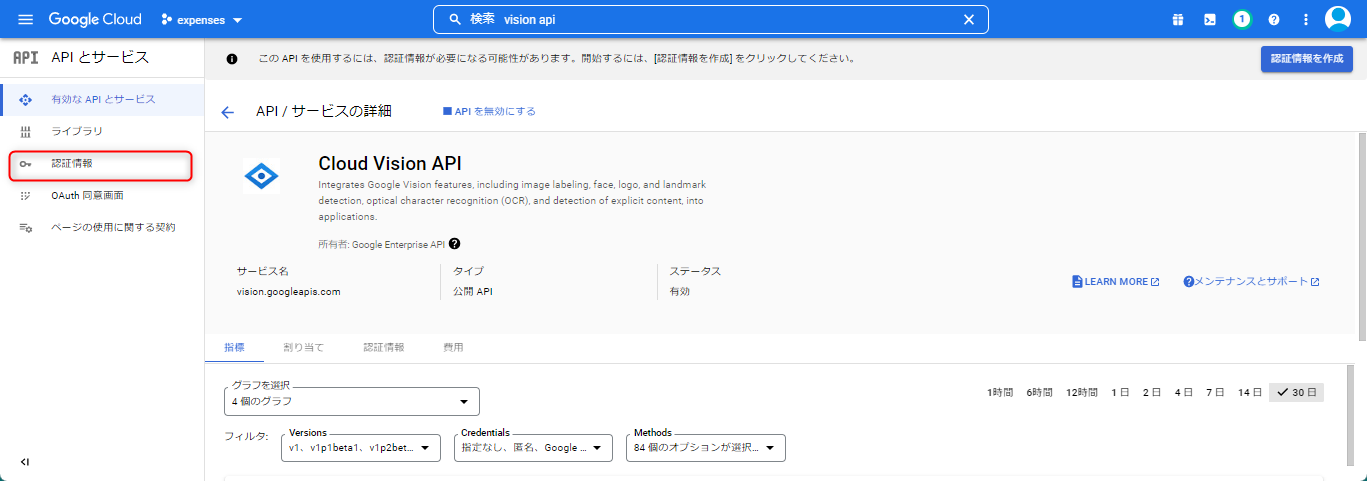 Google Cloud
expenses
検索 vision api
1
API API とサービス
この API を使用するには、認証情報が必要になる可能性があります。開始するには、[認証情報を作成] をクリックしてください。
認証情報を作成
有効な API とサービス
ライブラリ
認証情報
OAuth 同意画面
ページの使用に関する契約
API / サービスの詳細
API を無効にする
Cloud Vision API
Integrates Google Vision features, including image labeling, face, logo, and landmark
detection, optical character recognition (OCR), and detection of explicit content, into
applications.
所有者: Google Enterprise API
サービス名
vision.googleapis.com
タイプ
公開 API
ステータス
有効
LEARN MORE
メンテナンスとサポート
指標 割り当て 認証情報 費用
グラフを選択
4 個のグラフ
1時間 6時間 12時間 1 日 2 日 4 日 7 日 14 日 30 日
フィルタ:
Versions
v1、v1p1beta1、v1p2bet...
Credentials
指定なし、匿名、Google ...
Methods
84 個のオプションが選択...